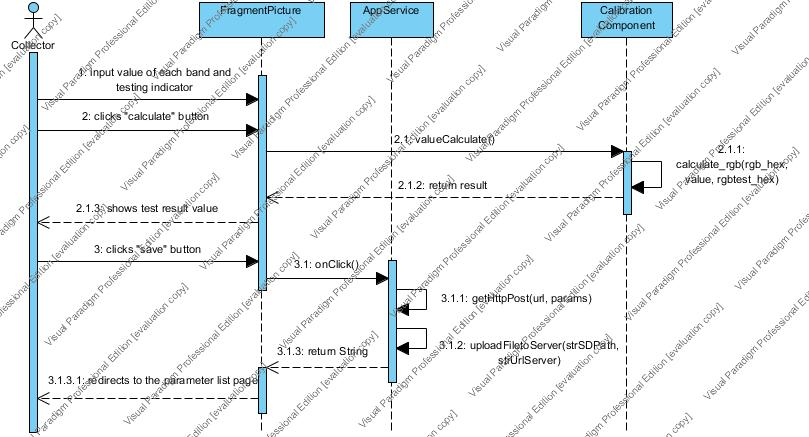 FragmentPicture
AppService
Calibration
Component
Collector
1: input value of each band and
testing indicator
2: clicks "calculate" button
2.1: valueCalculate()
2.1.1:
calculate_rgb(rgb_hex,
value, rgbtest_hex)
2.1.2: return result
2.1.3: shows test result value
3: clicks "save" button
3.1: onClick()
3.1.1: getHttpPost(url, params)
3.1.2: uploadFiletoServer(strSDPath,
strUrlServer)
3.1.3: return String
3.1.3.1: redirects to the parameter list page
Visual Paradigm Professional Edition [evaluation copy]